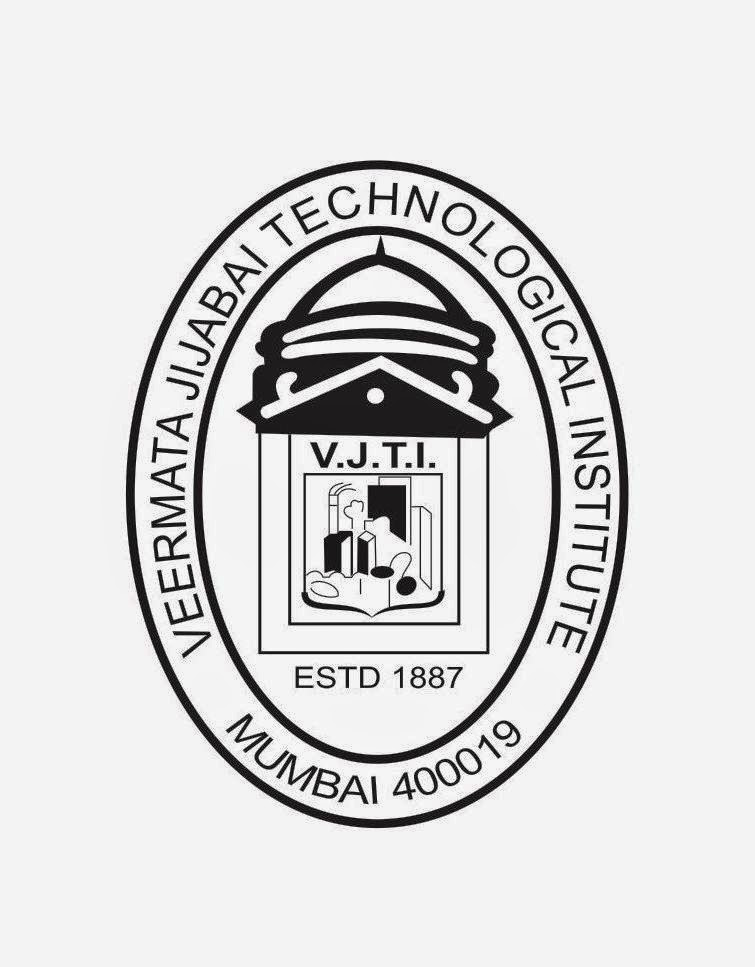 VEERMATA JIJABAI TECHNOLOGICAL INSTITUTE
V.J.T.I.
ESTD 1887
MUMBAI 400019